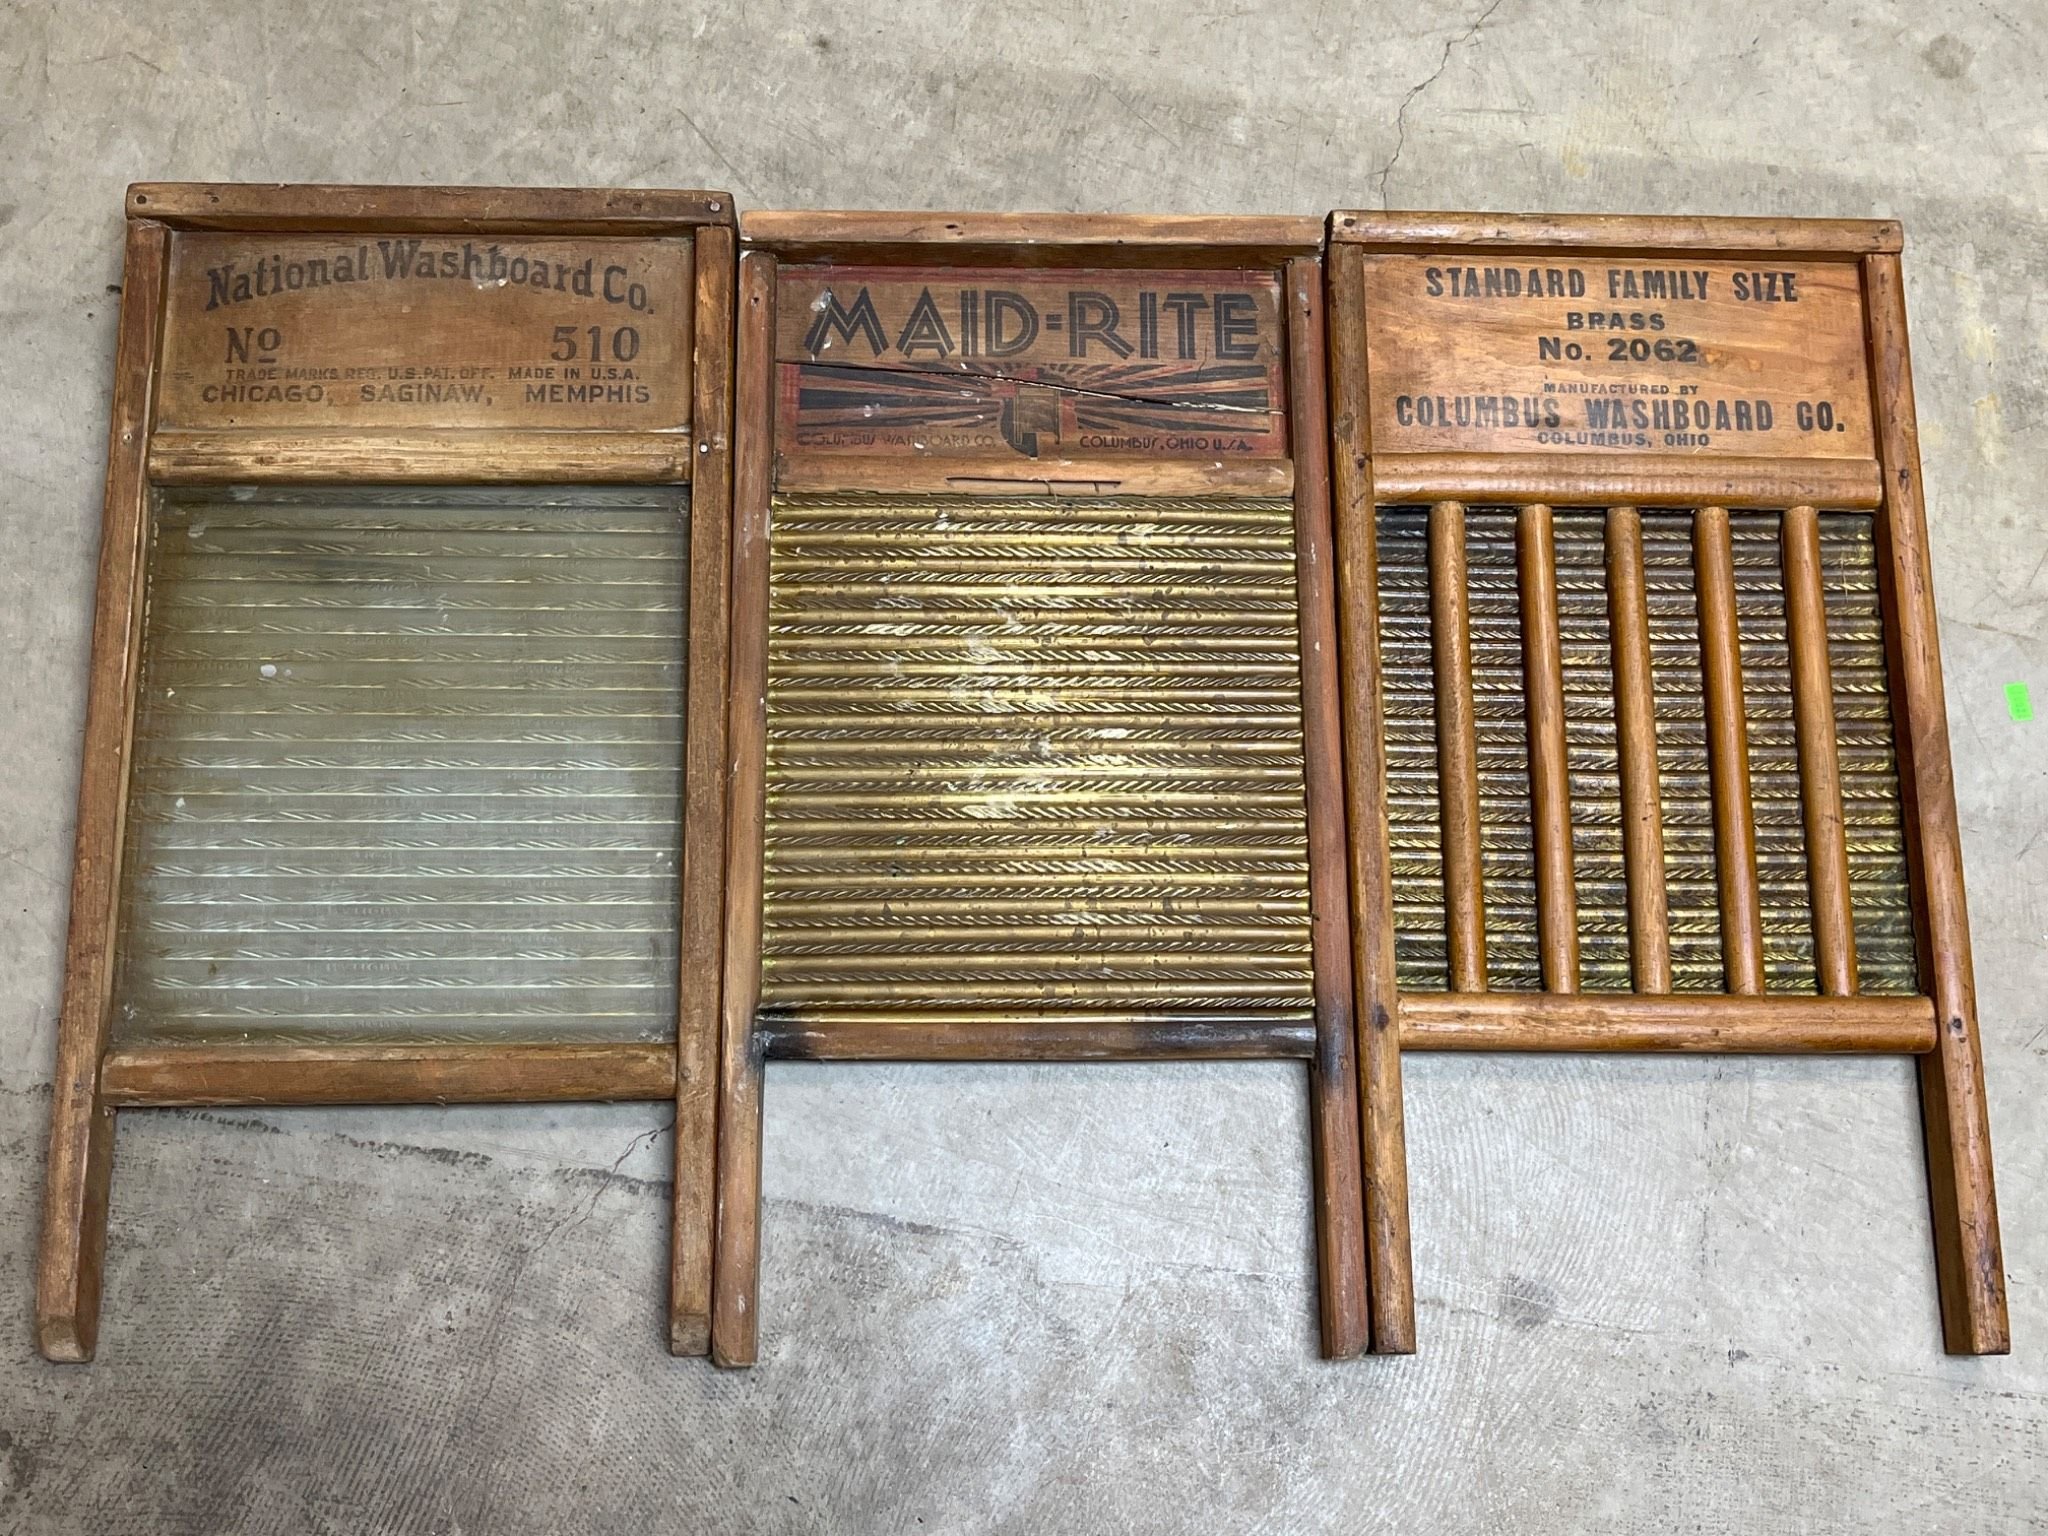 National Washboard Co.
No 510
TRADE MARKS REG. U.S. PAT. OFF. MADE IN U.S.A.
CHICAGO, SAGINAW, MEMPHIS
MAID=RITE
COLUMBUS WASHBOARD CO. COLUMBUS, OHIO U.S.A.
STANDARD FAMILY SIZE
BRASS
No. 2062
MANUFACTURED BY
COLUMBUS WASHBOARD CO.
COLUMBUS, OHIO